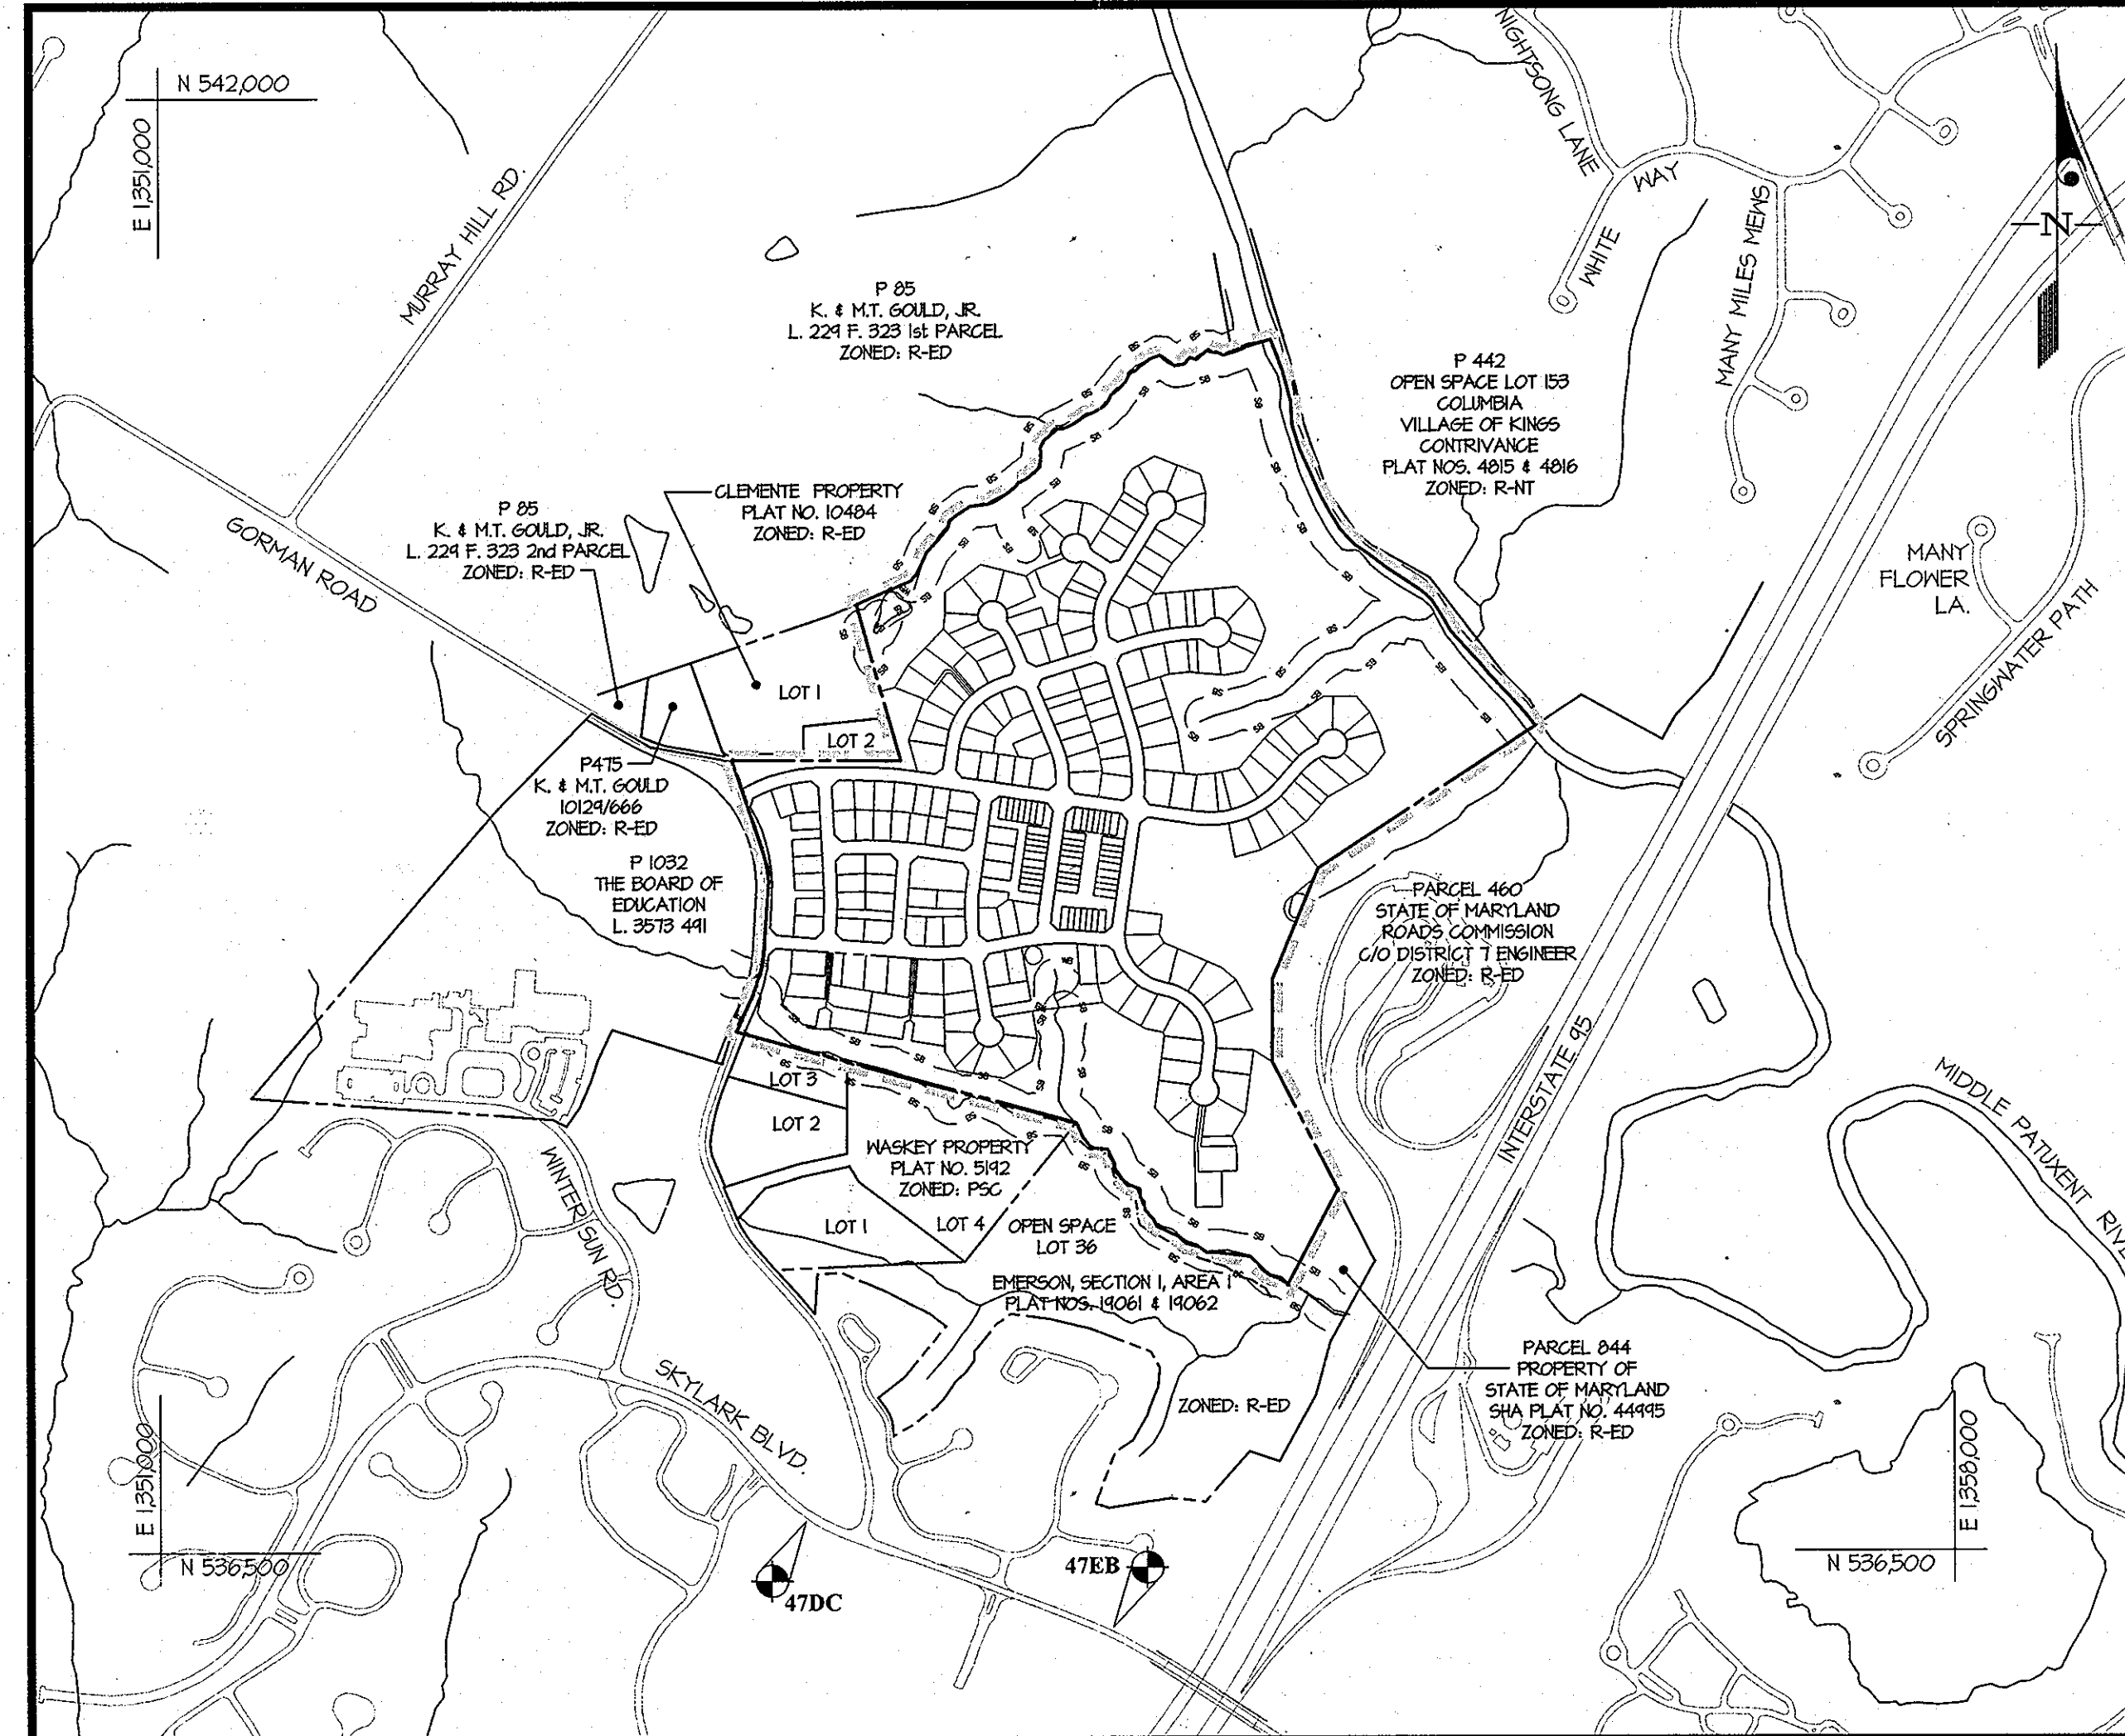 N 542,000
E 1,351,000
MURRAY HILL RD.
NIGHTSONG LANE
WHITE
WAY
MANY MILES MEWS
N
P 85
K. & M.T. GOULD, JR.
L. 229 F. 323 1st PARCEL
ZONED: R-ED
P 442
OPEN SPACE LOT 153
COLUMBIA
VILLAGE OF KINGS
CONTRIVANCE
PLAT NOS. 4815 & 4816
ZONED: R-NT
CLEMENTE PROPERTY
PLAT NO. 10484
ZONED: R-ED
P 85
K. & M.T. GOULD, JR.
L. 229 F. 323 2nd PARCEL
ZONED: R-ED
GORMAN ROAD
MANY
FLOWER
LA.
SPRINGWATER PATH
LOT 1
LOT 2
P475
K. & M.T. GOULD
10129/666
ZONED: R-ED
P 1032
THE BOARD OF
EDUCATION
L. 3573 491
PARCEL 460
STATE OF MARYLAND
ROADS COMMISSION
C/O DISTRICT 7 ENGINEER
ZONED: R-ED
INTERSTATE 95
MIDDLE PATUXENT
LOT 3
LOT 2
WASKEY PROPERTY
PLAT NO. 5192
ZONED: PSC
LOT 1
LOT 4
OPEN SPACE
LOT 36
EMERSON, SECTION 1, AREA 1
PLAT NOS. 19061 & 19062
WINTER SUN RD.
SKYLARK BLVD.
ZONED: R-ED
PARCEL 844
PROPERTY OF
STATE OF MARYLAND
SHA PLAT NO. 44995
ZONED: R-ED
E 1,351,000
N 536,500
47DC
47EB
E 1,358,000
N 536,500